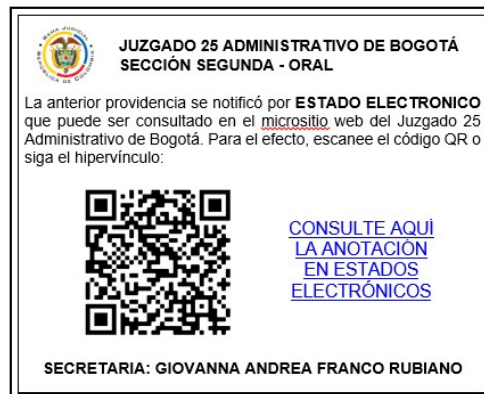 JUZGADO 25 ADMINISTRATIVO DE BOGOTÁ
SECCIÓN SEGUNDA - ORAL
La anterior providencia se notificó por ESTADO ELECTRONICO
que puede ser consultado en el micrositio web del Juzgado 25
Administrativo de Bogotá. Para el efecto, escanee el código QR o
siga el hipervínculo:
CONSULTE AQUÍ
LA ANOTACIÓN
EN ESTADOS
ELECTRÓNICOS
SECRETARIA: GIOVANNA ANDREA FRANCO RUBIANO